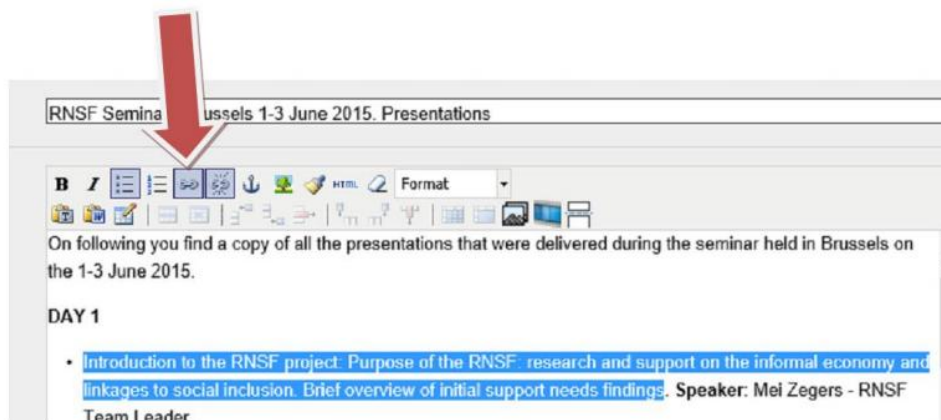 RNSF Semina ussels 1-3 June 2015. Presentations
B I HTML Format
On following you find a copy of all the presentations that were delivered during the seminar held in Brussels on
the 1-3 June 2015.
DAY 1
• Introduction to the RNSF project: Purpose of the RNSF: research and support on the informal economy and
linkages to social inclusion. Brief overview of initial support needs findings. Speaker: Mei Zegers - RNSF
Team Leader